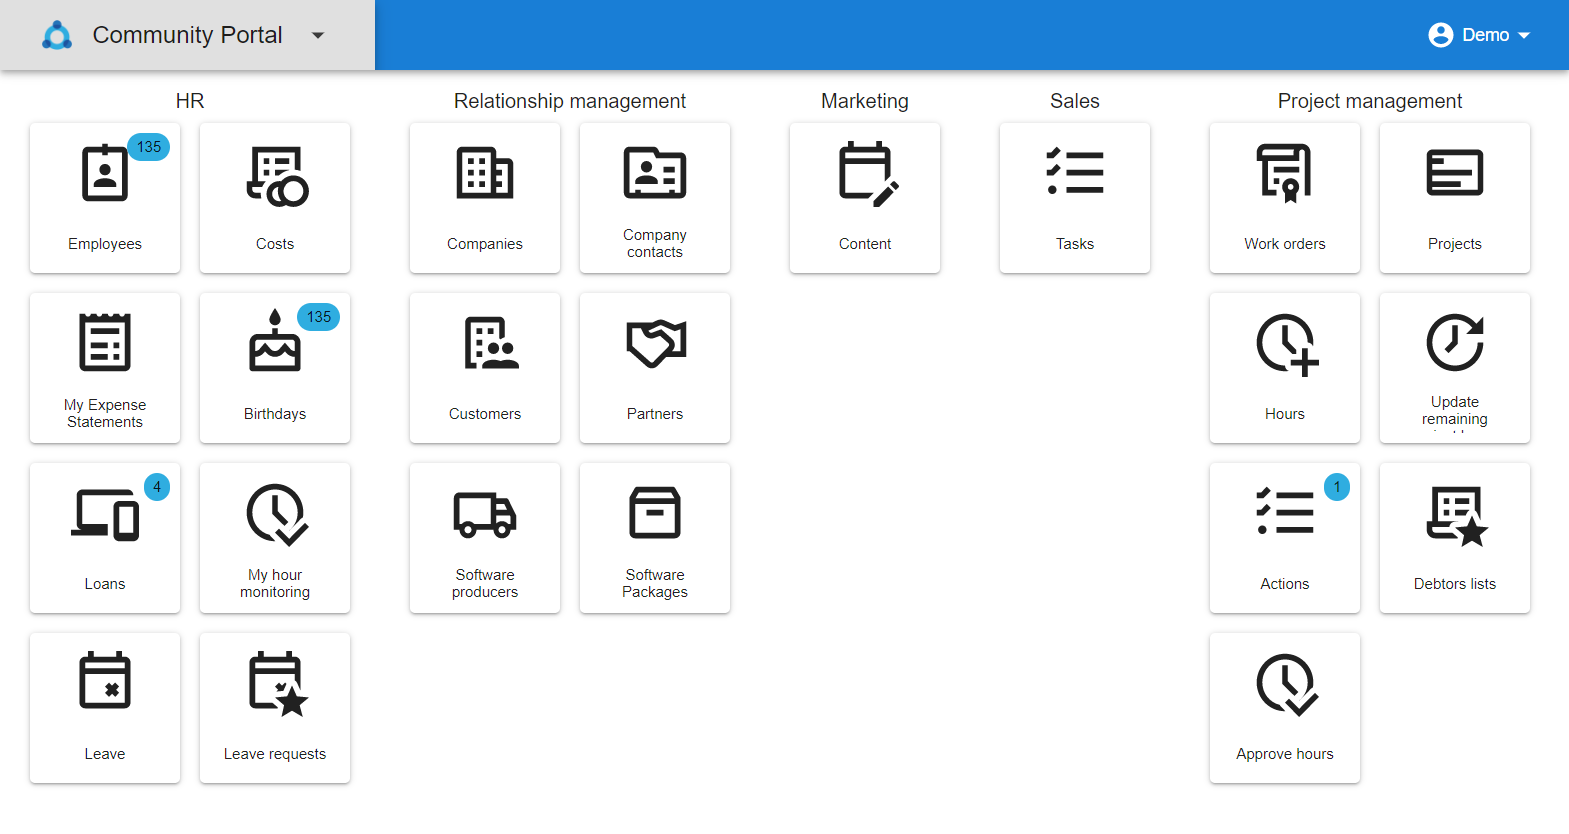 Community Portal
Demo
HR
Relationship management
Marketing
Sales
Project management
135
Employees
Costs
Companies
Company
contacts
Content
Tasks
Work orders
Projects
My Expense
Statements
135
Birthdays
Customers
Partners
Hours
Update
remaining
4
Loans
My hour
monitoring
Software
producers
Software
Packages
1
Actions
Debtors lists
Leave
Leave requests
Approve hours